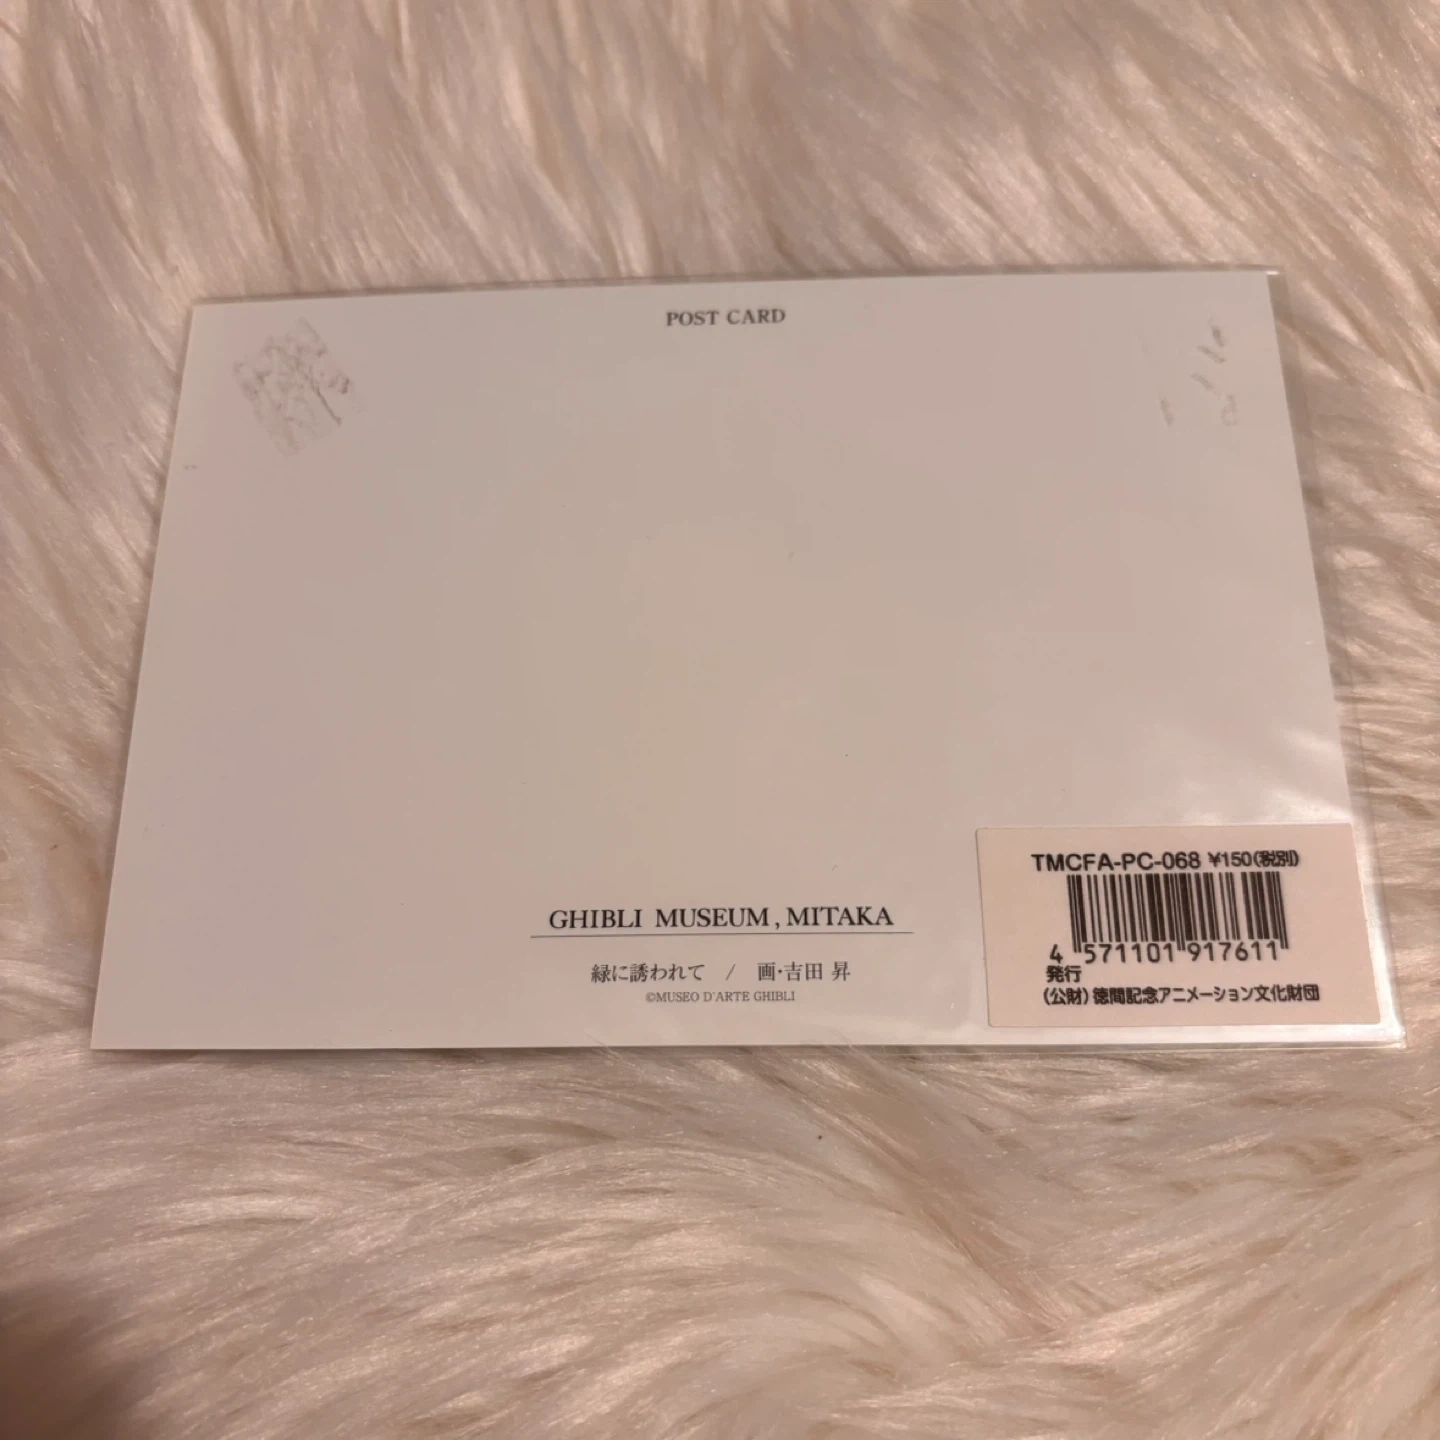 POST CARD
GHIBLI MUSEUM, MITAKA
緑に誘われて / 画・吉田 昇
©MUSEO D'ARTE GHIBLI
TMCFA-PC-068 ¥150(税別)
4 571101 917611
発行
(公財) 徳間記念アニメーション文化財団